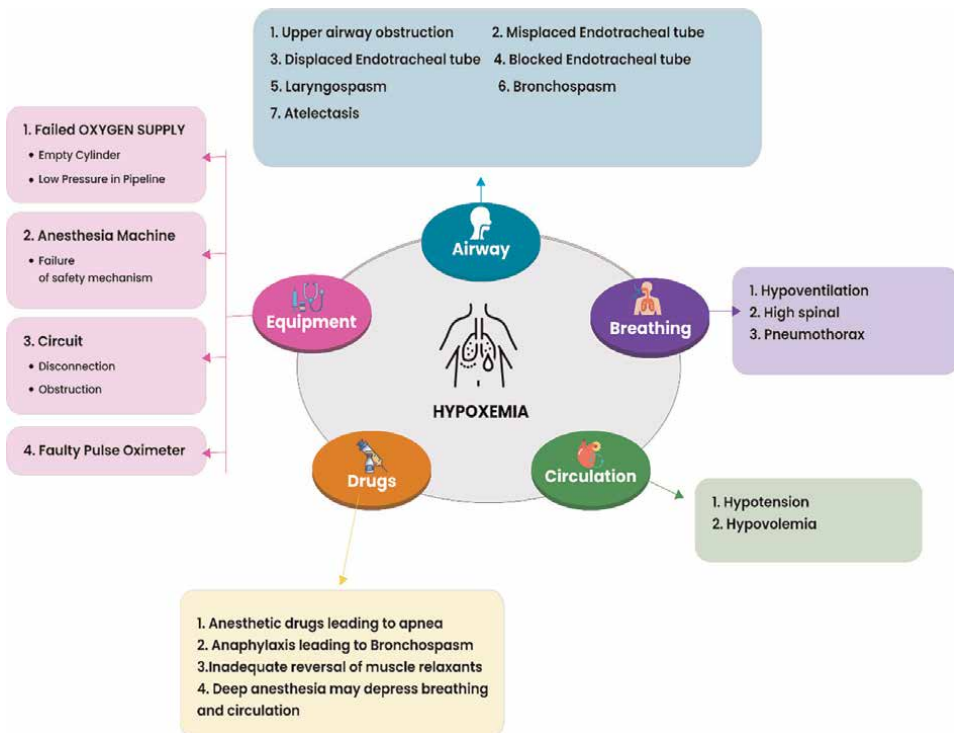 1. Upper airway obstruction 2. Misplaced Endotracheal tube
3. Displaced Endotracheal tube 4. Blocked Endotracheal tube
5. Laryngospasm 6. Bronchospasm
7. Atelectasis
1. Failed OXYGEN SUPPLY
• Empty Cylinder
• Low Pressure in Pipeline
2. Anesthesia Machine
• Failure
of safety mechanism
3. Circuit
• Disconnection
• Obstruction
4. Faulty Pulse Oximeter
Airway
Equipment
Breathing
1. Hypoventilation
2. High spinal
3. Pneumothorax
HYPOXEMIA
Drugs
Circulation
1. Hypotension
2. Hypovolemia
1. Anesthetic drugs leading to apnea
2. Anaphylaxis leading to Bronchospasm
3.Inadequate reversal of muscle relaxants
4. Deep anesthesia may depress breathing
and circulation